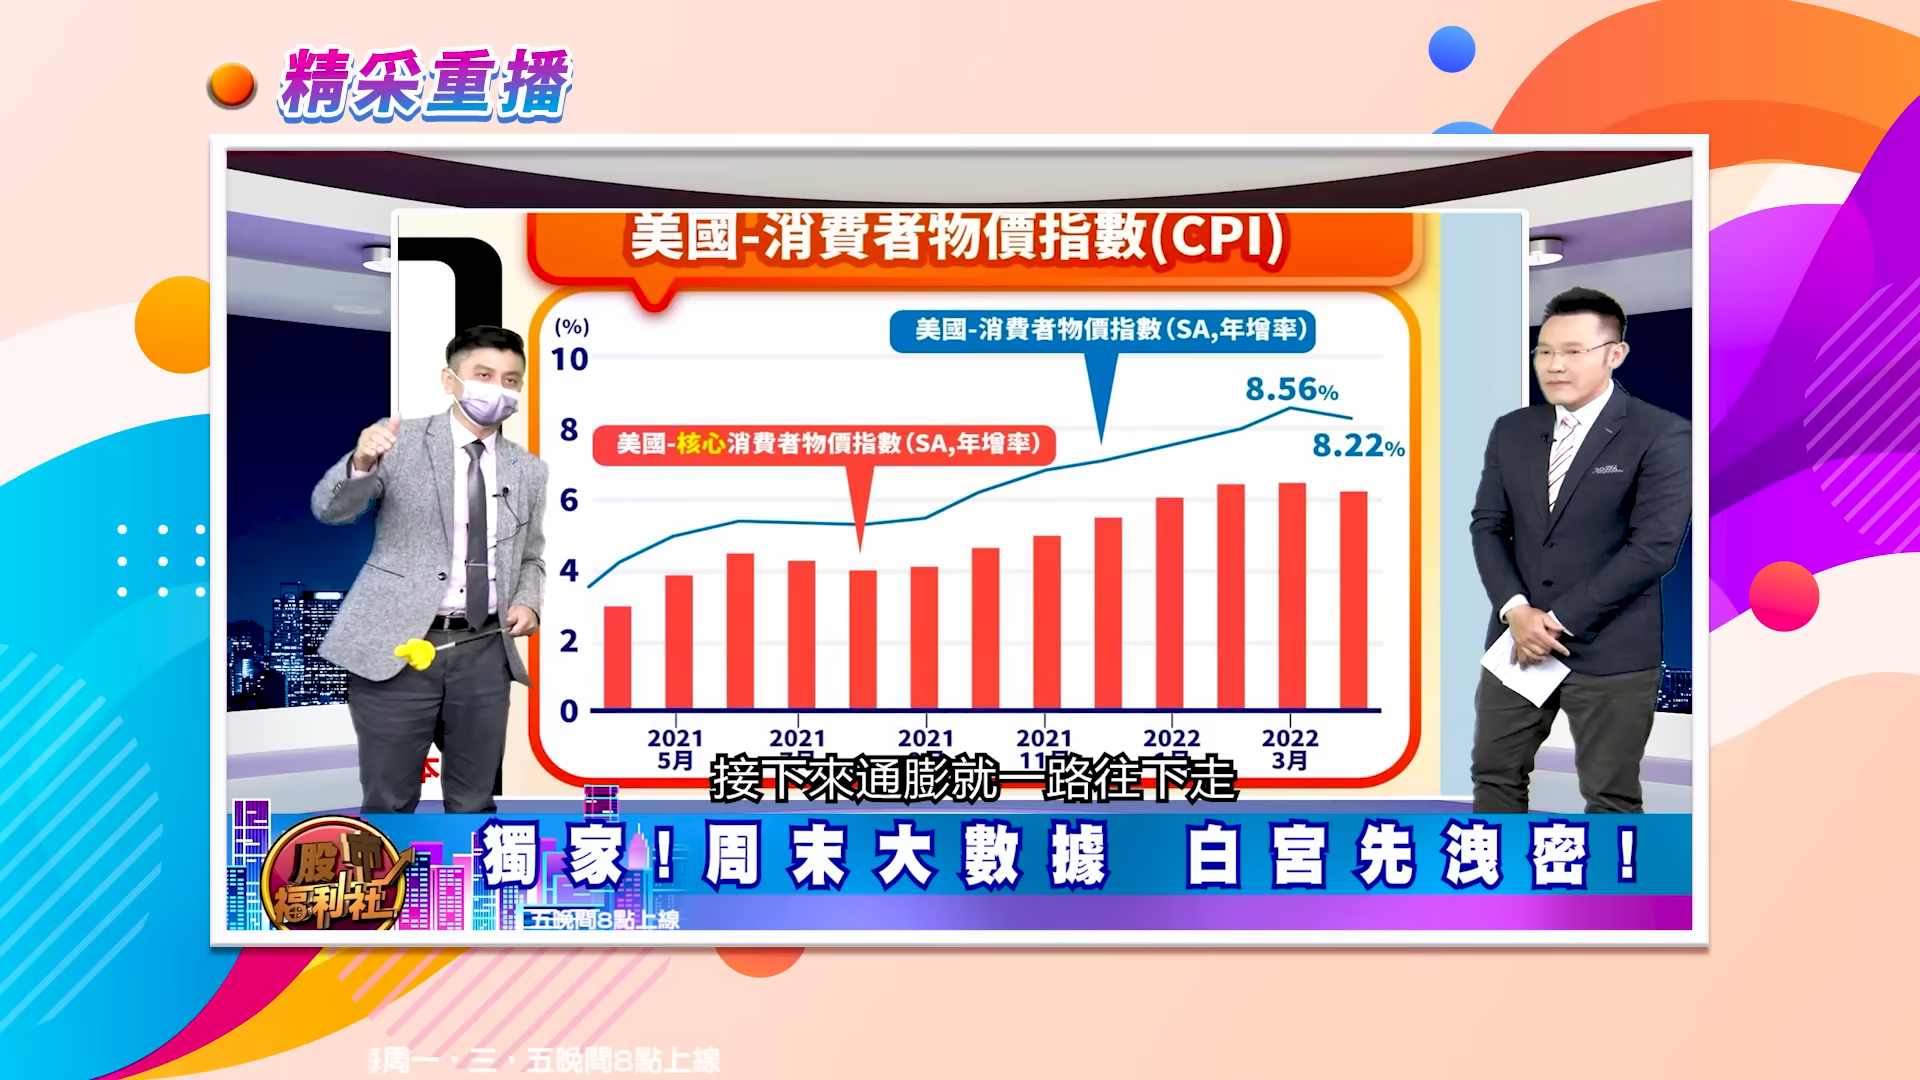 精采重播
美國-消費者物價指數(CPI)
(%)
10
8
6
4
2
0
美國-消費者物價指數(SA,年增率)
8.56%
8.22%
美國-核心消費者物價指數(SA,年增率)
2021
5月
2021
2021
2021
11月
2022
2022
3月
本
接下來通膨就一路往下走
獨家!周末大數據 白宮先洩密!
股市
福利社
五晚間8點上線
每周一、三、五晚間8點上線